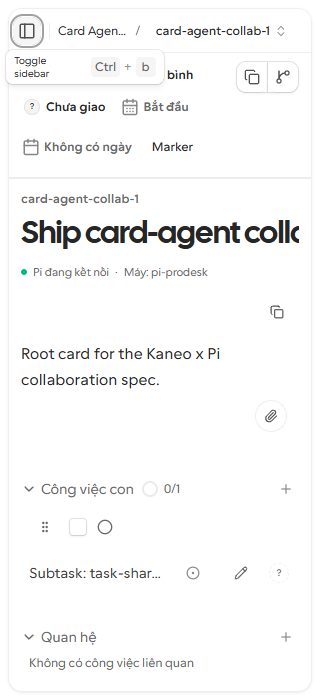 Card Agen... / card-agent-collab-1
Toggle sidebar Ctrl + b
bình
? Chưa giao Bắt đầu
Không có ngày Marker
card-agent-collab-1
Ship card-agent colla
Pi đang kết nối · Máy: pi-prodesk
Root card for the Kaneo x Pi
collaboration spec.
Công việc con 0/1
Subtask: task-shar... ?
Quan hệ
Không có công việc liên quan